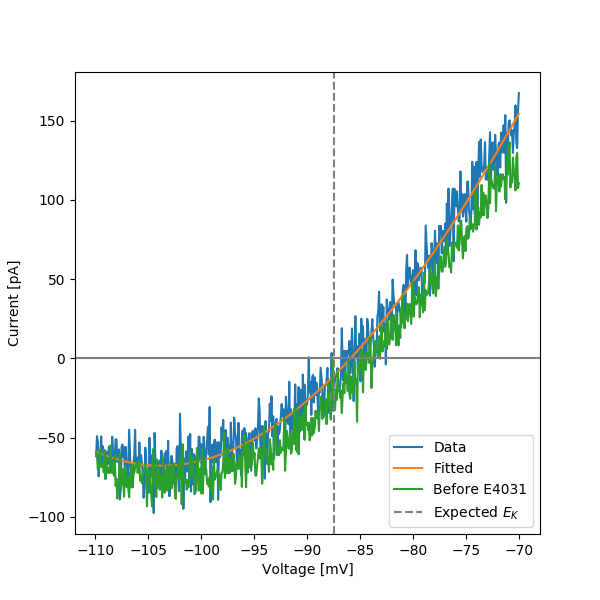 150
100
50
0
−50
−100
Current [pA]
−110 −105 −100 −95 −90 −85 −80 −75 −70
Voltage [mV]
Data
Fitted
Before E4031
Expected E_K